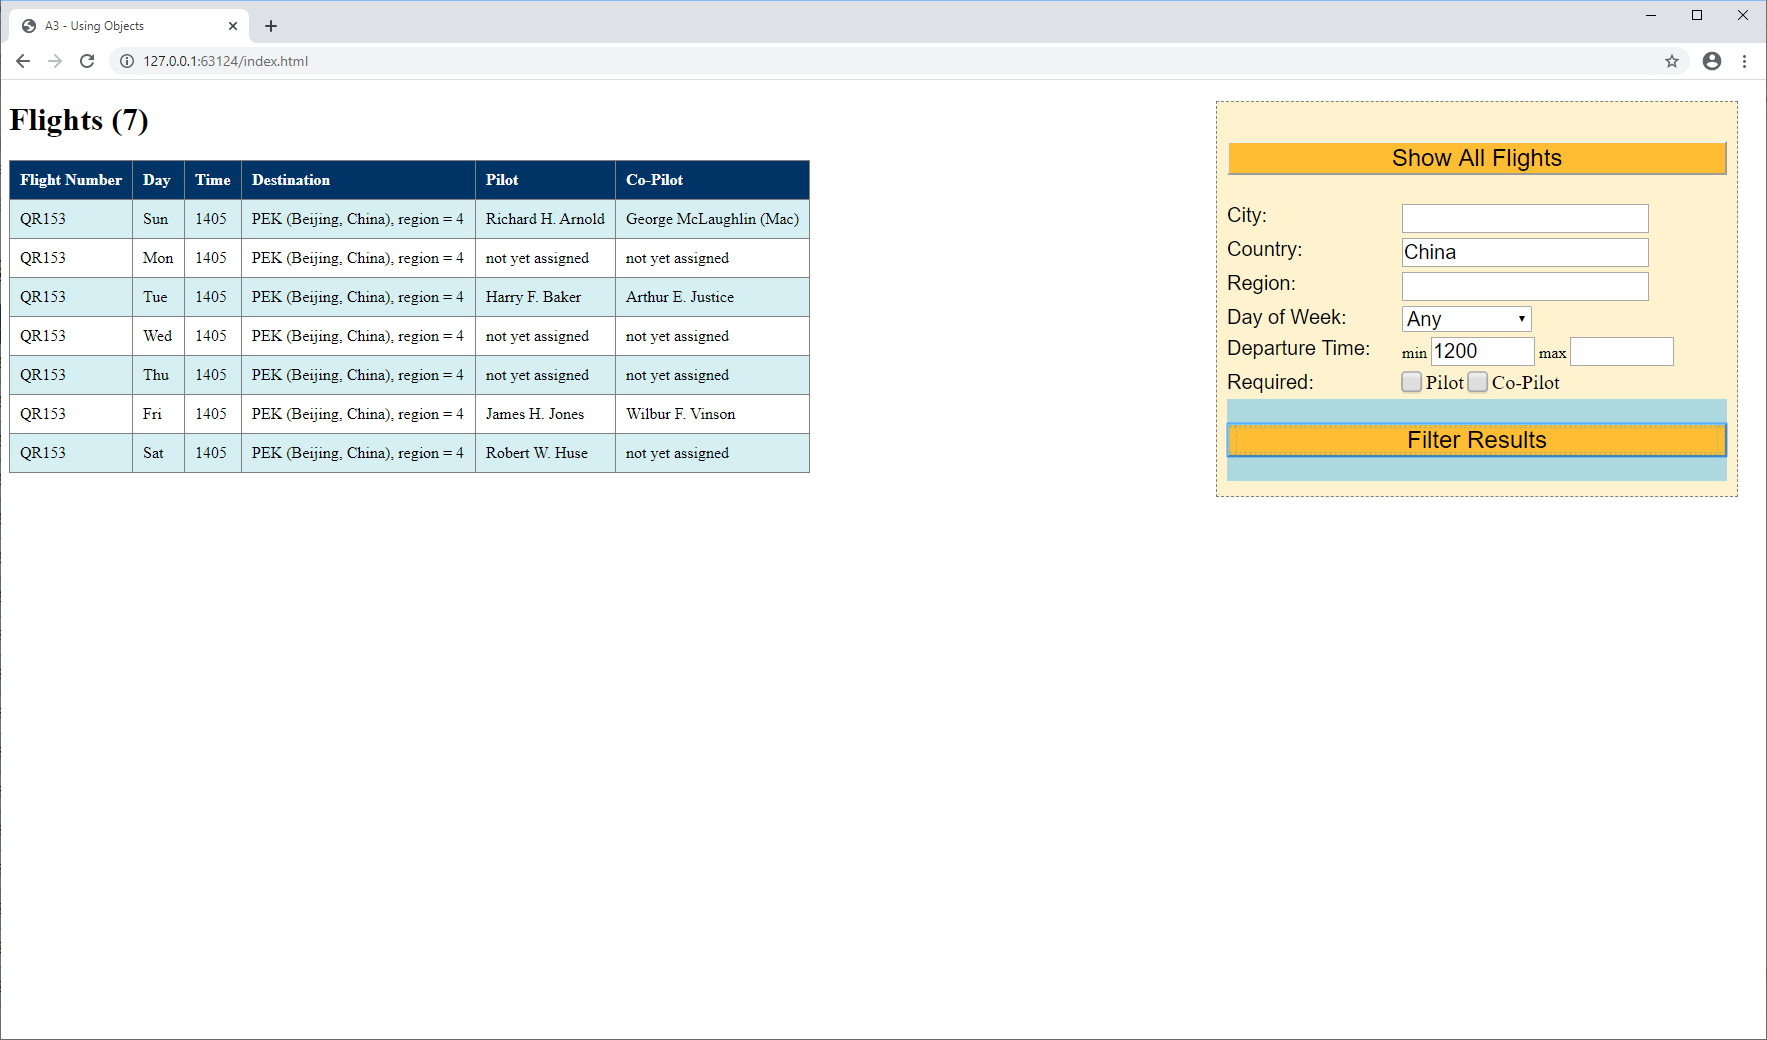 A3 - Using Objects
127.0.0.1:63124/index.html
Flights (7)
Flight Number Day Time Destination Pilot Co-Pilot
QR153 Sun 1405 PEK (Beijing, China), region = 4 Richard H. Arnold George McLaughlin (Mac)
QR153 Mon 1405 PEK (Beijing, China), region = 4 not yet assigned not yet assigned
QR153 Tue 1405 PEK (Beijing, China), region = 4 Harry F. Baker Arthur E. Justice
QR153 Wed 1405 PEK (Beijing, China), region = 4 not yet assigned not yet assigned
QR153 Thu 1405 PEK (Beijing, China), region = 4 not yet assigned not yet assigned
QR153 Fri 1405 PEK (Beijing, China), region = 4 James H. Jones Wilbur F. Vinson
QR153 Sat 1405 PEK (Beijing, China), region = 4 Robert W. Huse not yet assigned
Show All Flights
City:
Country: China
Region:
Day of Week: Any
Departure Time: min 1200 max
Required: Pilot Co-Pilot
Filter Results